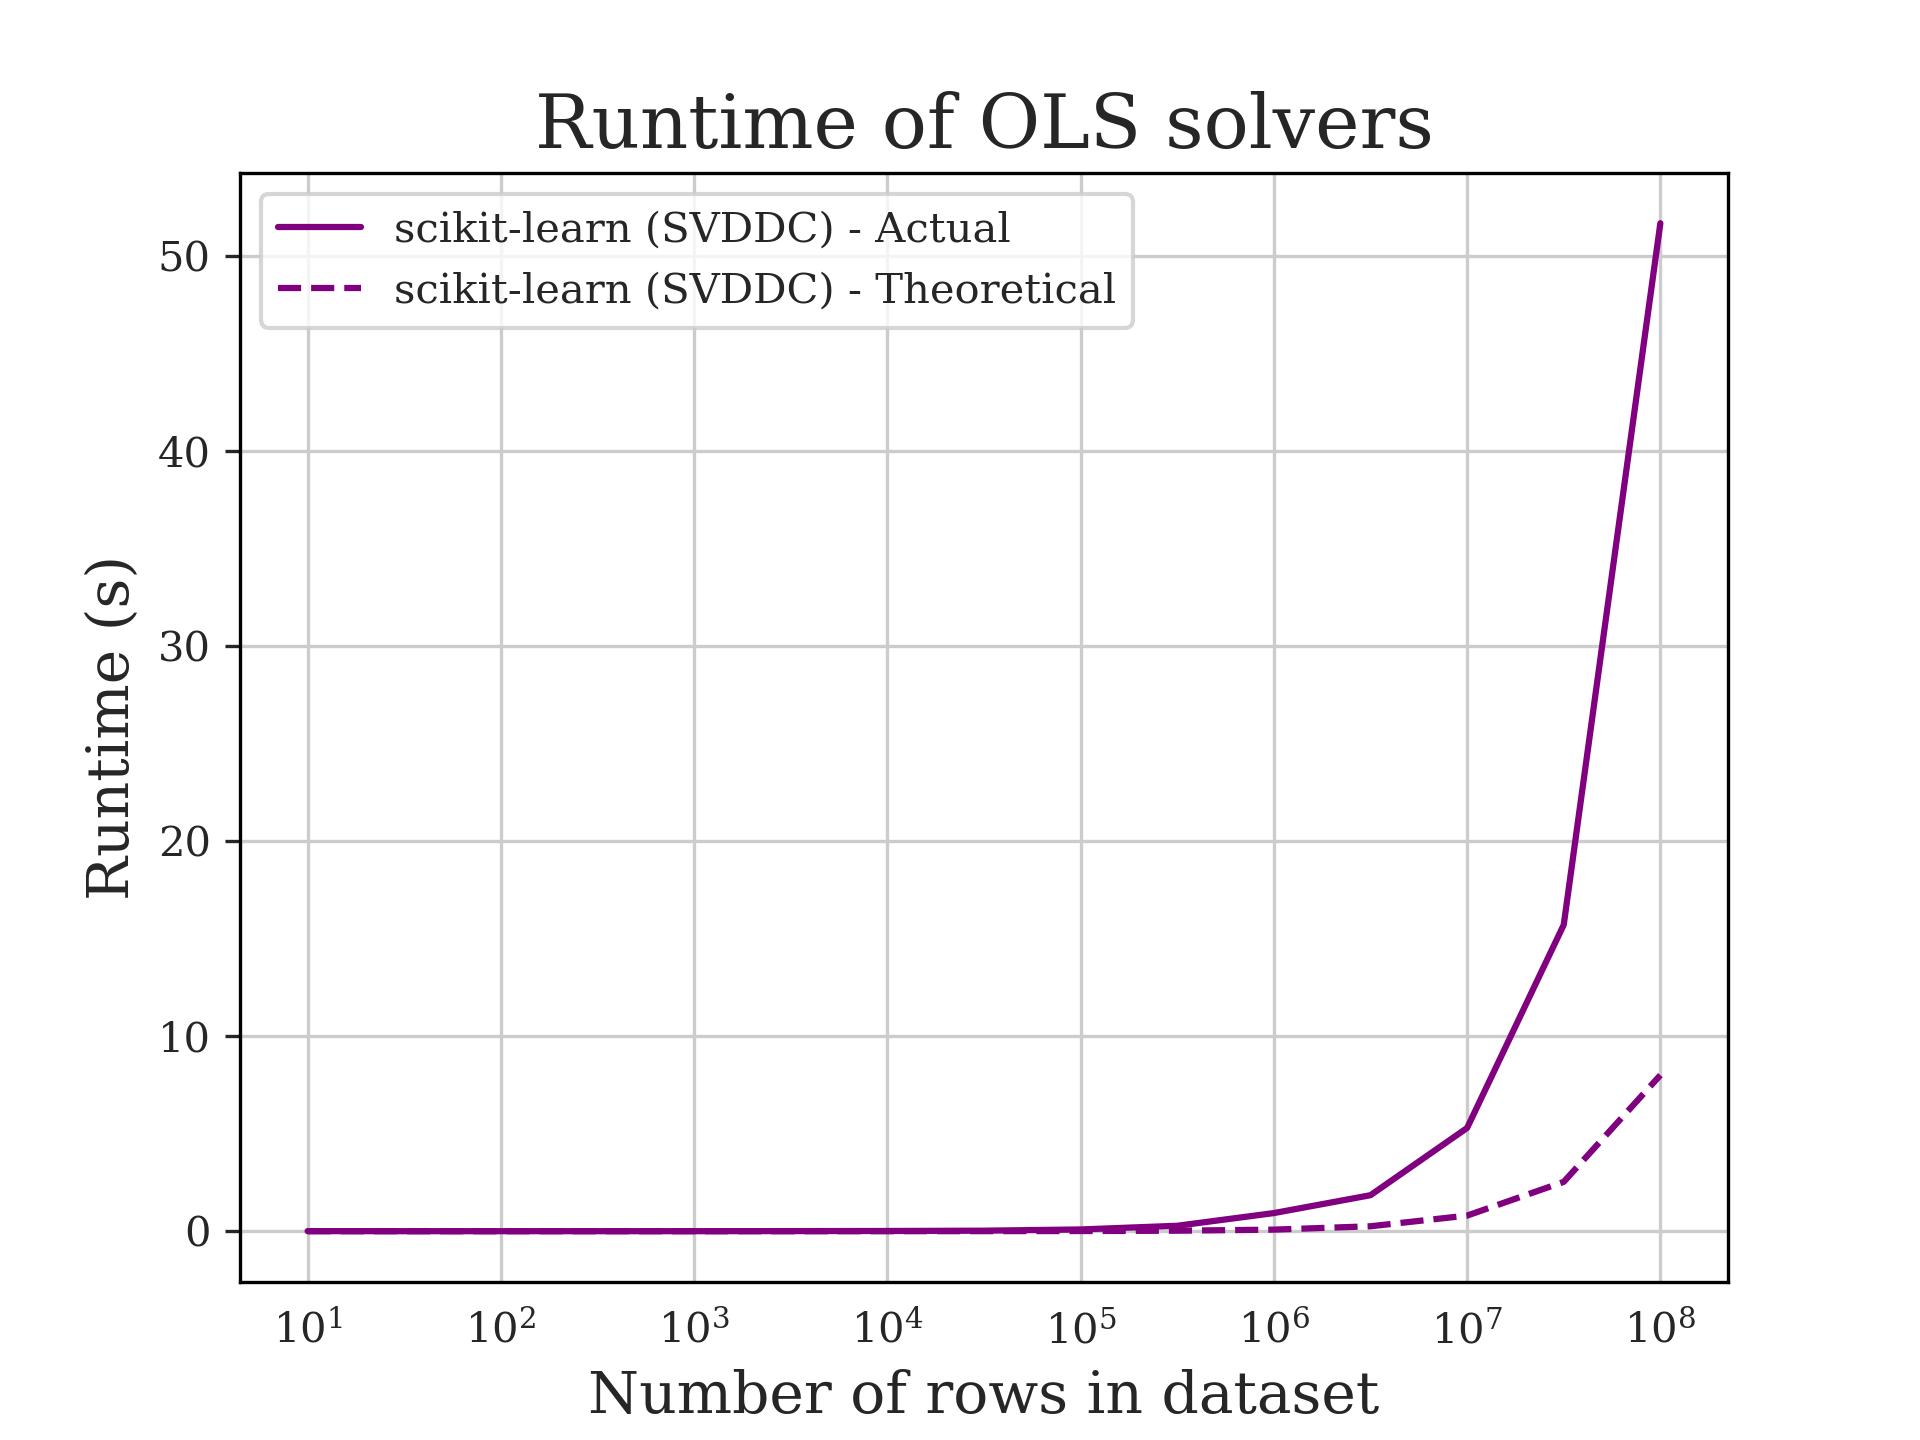 Runtime of OLS solvers
scikit-learn (SVDDC) - Actual
scikit-learn (SVDDC) - Theoretical
50
40
30
20
10
0
Runtime (s)
10¹ 10² 10³ 10⁴ 10⁵ 10⁶ 10⁷ 10⁸
Number of rows in dataset